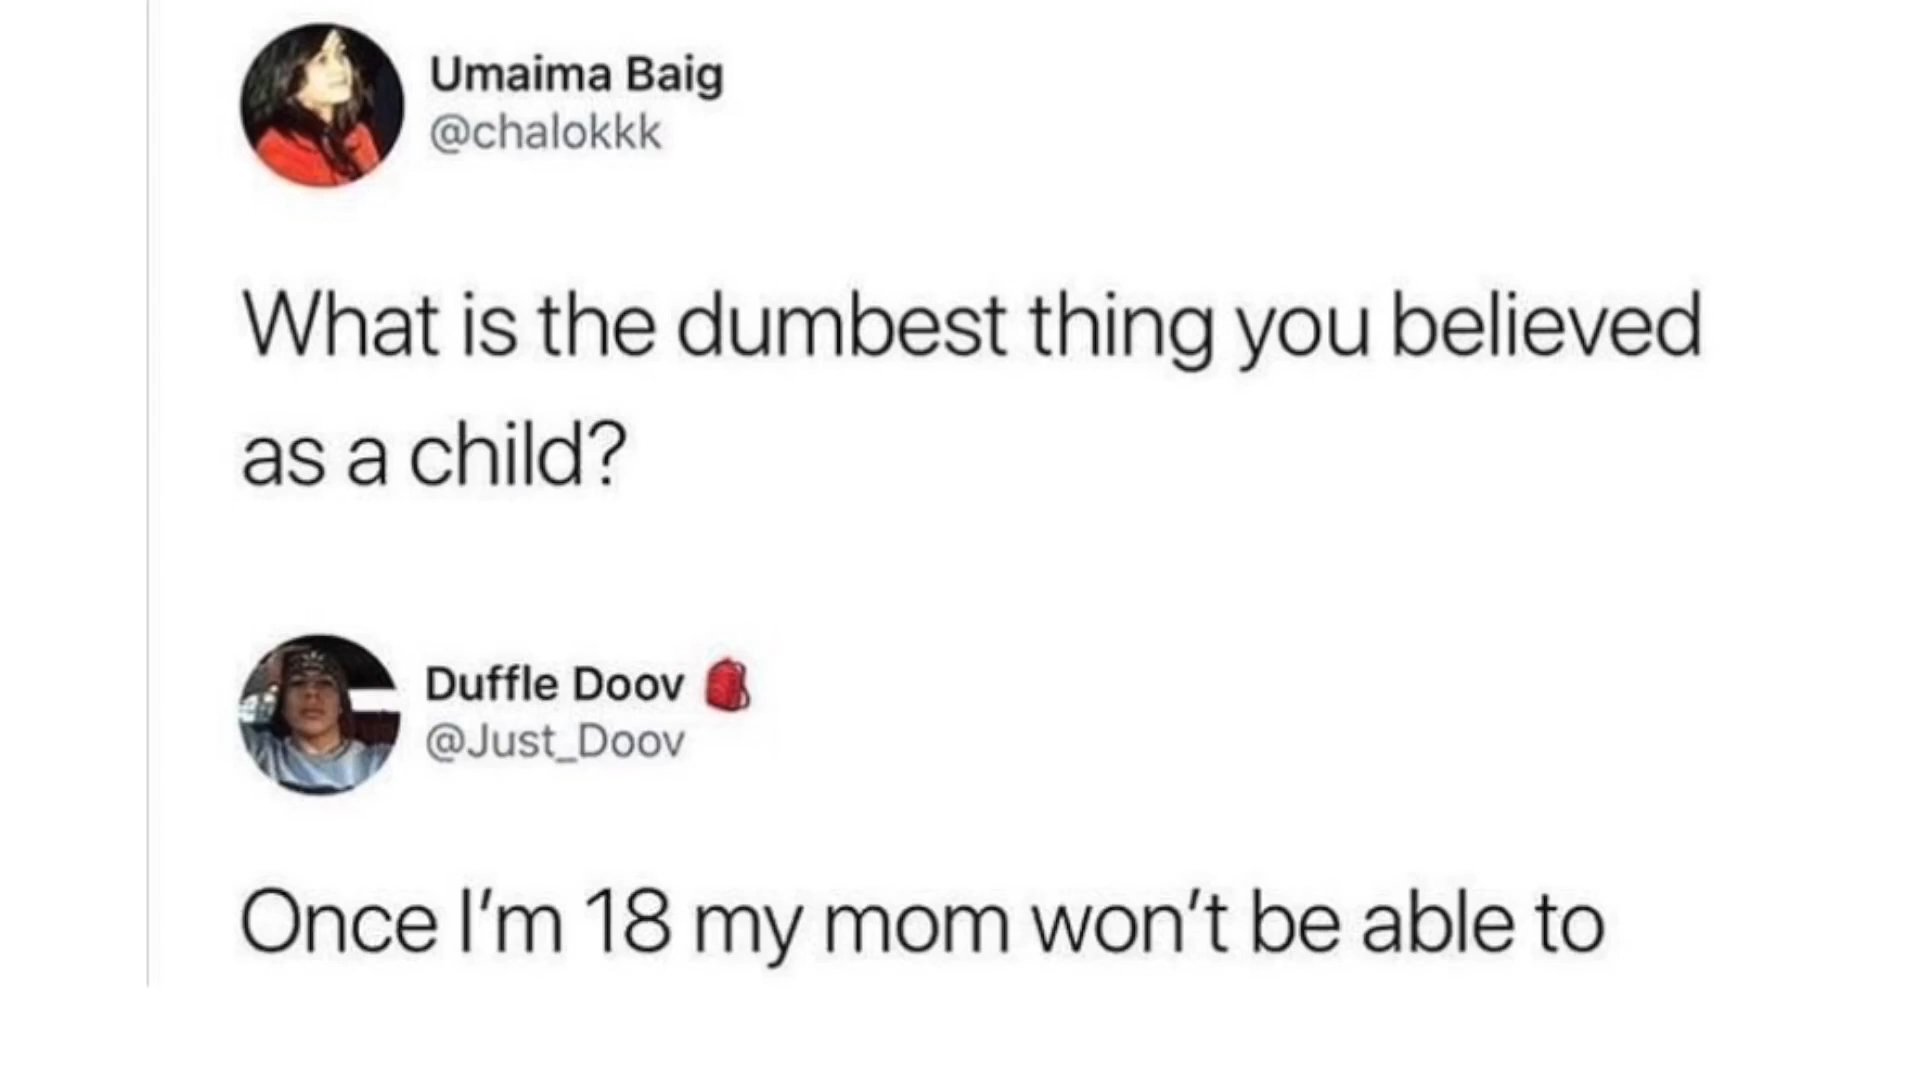 Umaima Baig
@chalokkk
What is the dumbest thing you believed
as a child?
Duffle Doov 🎒
@Just_Doov
Once I'm 18 my mom won't be able to